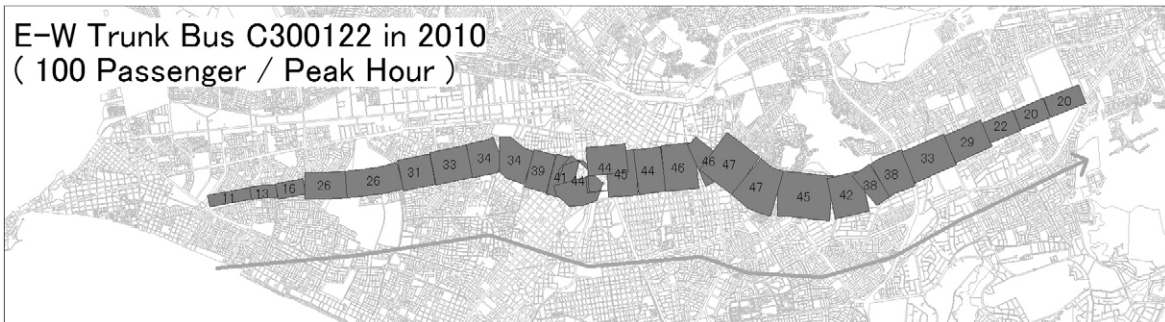 E-W Trunk Bus C300122 in 2010
( 100 Passenger / Peak Hour )
11 13 16 26 26 31 33 34 34 39 41 44 44 45 44 46 46 47 47 45 42 38 38 33 29 22 20 20